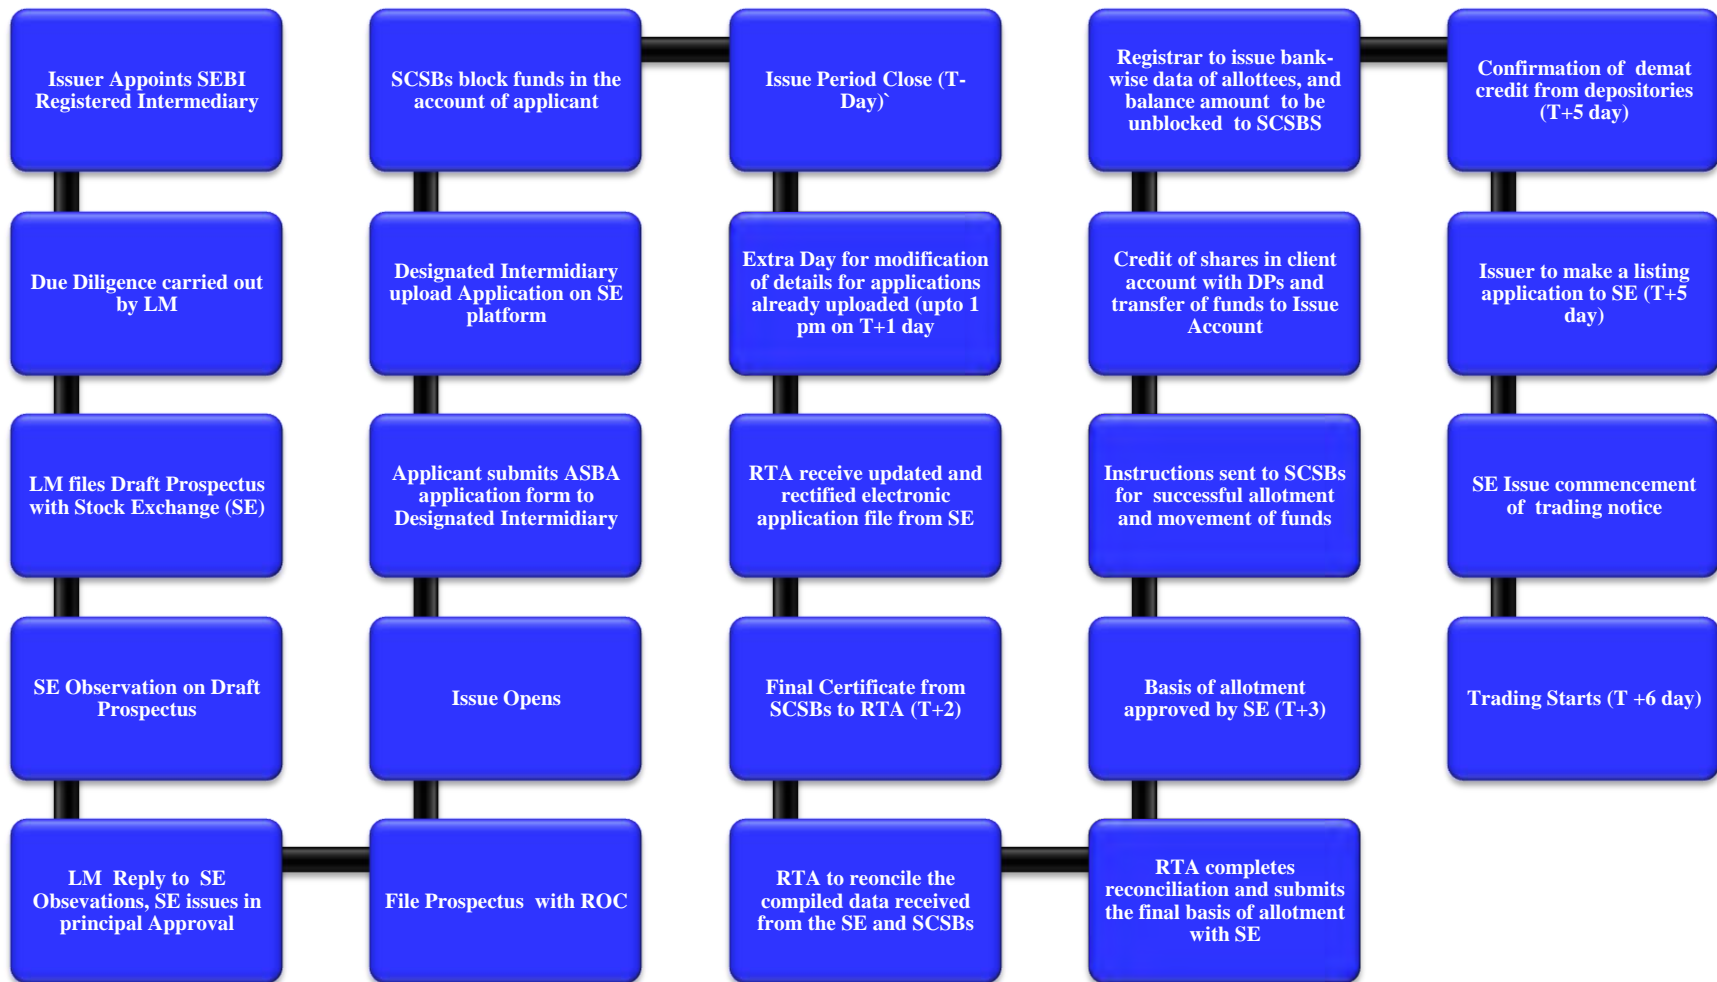 Issuer Appoints SEBI
Registered Intermediary
Due Diligence carried out
by LM
LM files Draft Prospectus
with Stock Exchange (SE)
SE Observation on Draft
Prospectus
LM Reply to SE
Obsevations, SE issues in
principal Approval
File Prospectus with ROC
Issue Opens
Applicant submits ASBA
application form to
Designated Intermidiary
Designated Intermidiary
upload Application on SE
platform
SCSBs block funds in the
account of applicant
Issue Period Close (T-
Day)`
Extra Day for modification
of details for applications
already uploaded (upto 1
pm on T+1 day
RTA receive updated and
rectified electronic
application file from SE
Final Certificate from
SCSBs to RTA (T+2)
RTA to reoncile the
compiled data received
from the SE and SCSBs
RTA completes
reconciliation and submits
the final basis of allotment
with SE
Basis of allotment
approved by SE (T+3)
Instructions sent to SCSBs
for successful allotment
and movement of funds
Credit of shares in client
account with DPs and
transfer of funds to Issue
Account
Registrar to issue bank-
wise data of allottees, and
balance amount to be
unblocked to SCSBS
Confirmation of demat
credit from depositories
(T+5 day)
Issuer to make a listing
application to SE (T+5
day)
SE Issue commencement
of trading notice
Trading Starts (T +6 day)